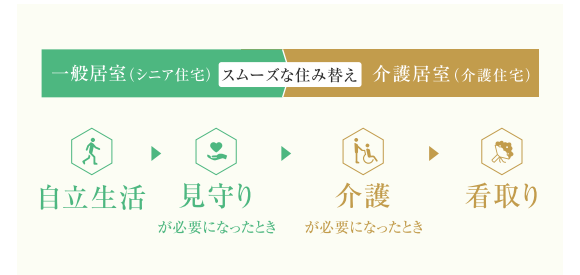 一般居室（シニア住宅） スムーズな住み替え 介護居室（介護住宅）
自立生活 見守り 介護 看取り
が必要になったとき が必要になったとき